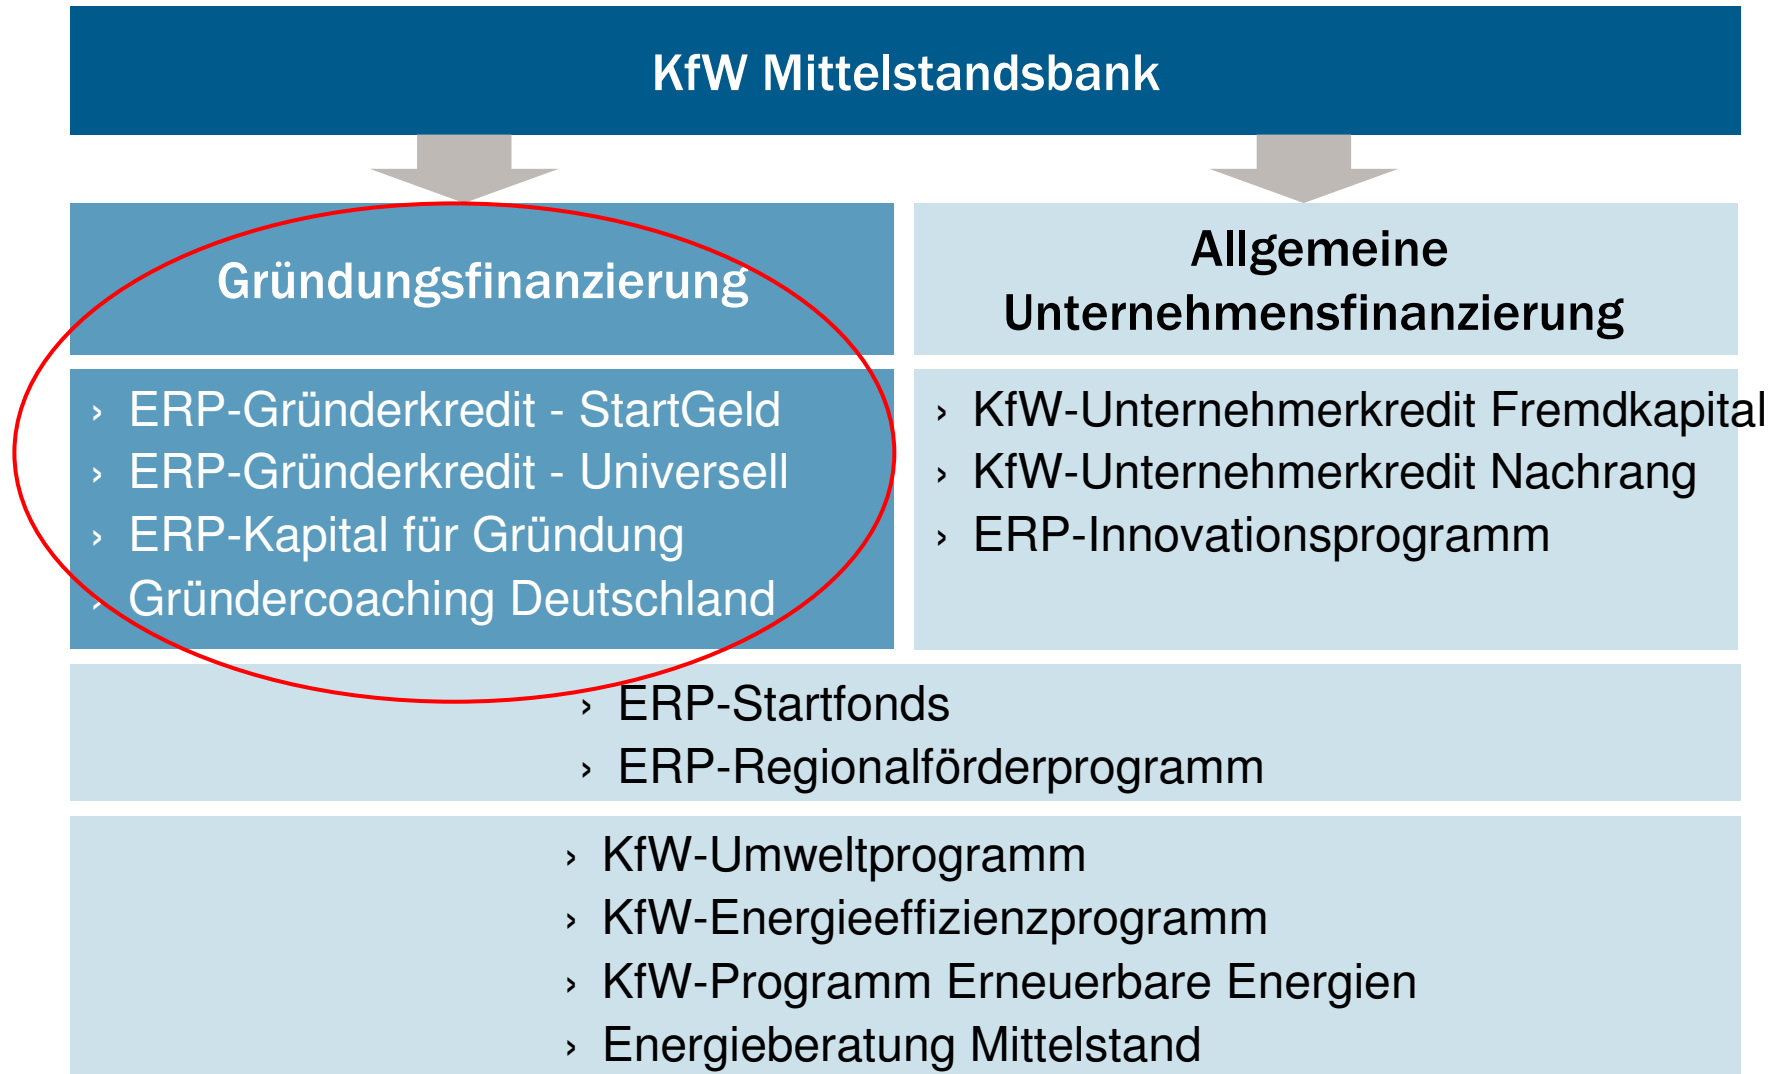 KfW Mittelstandsbank
Gründungsfinanzierung
› ERP-Gründerkredit - StartGeld
› ERP-Gründerkredit - Universell
› ERP-Kapital für Gründung
› Gründercoaching Deutschland
Allgemeine
Unternehmensfinanzierung
› KfW-Unternehmerkredit Fremdkapital
› KfW-Unternehmerkredit Nachrang
› ERP-Innovationsprogramm
› ERP-Startfonds
› ERP-Regionalförderprogramm
› KfW-Umweltprogramm
› KfW-Energieeffizienzprogramm
› KfW-Programm Erneuerbare Energien
› Energieberatung Mittelstand